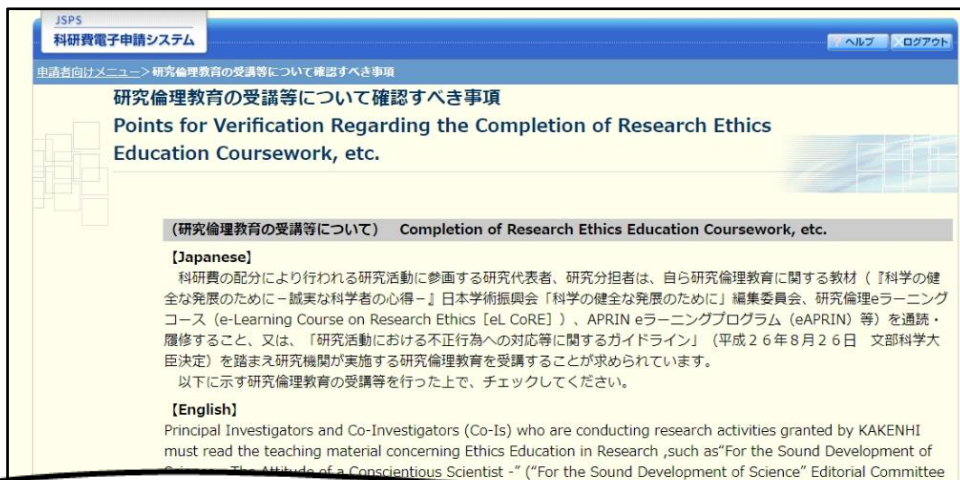 JSPS
科研費電子申請システム
ヘルプ ログアウト
申請者向けメニュー＞研究倫理教育の受講等について確認すべき事項
研究倫理教育の受講等について確認すべき事項
Points for Verification Regarding the Completion of Research Ethics
Education Coursework, etc.
（研究倫理教育の受講等について） Completion of Research Ethics Education Coursework, etc.
【Japanese】
科研費の配分により行われる研究活動に参画する研究代表者、研究分担者は、自ら研究倫理教育に関する教材（『科学の健
全な発展のために－誠実な科学者の心得－』日本学術振興会「科学の健全な発展のために」編集委員会、研究倫理eラーニング
コース（e-Learning Course on Research Ethics［eL CoRE］）、APRIN eラーニングプログラム（eAPRIN）等）を通読・
履修すること、又は、「研究活動における不正行為への対応等に関するガイドライン」（平成２６年８月２６日 文部科学大
臣決定）を踏まえ研究機関が実施する研究倫理教育を受講することが求められています。
以下に示す研究倫理教育の受講等を行った上で、チェックしてください。
【English】
Principal Investigators and Co-Investigators (Co-Is) who are conducting research activities granted by KAKENHI
must read the teaching material concerning Ethics Education in Research ,such as“For the Sound Development of
The Attitude of a Conscientious Scientist -” (“For the Sound Development of Science” Editorial Committee